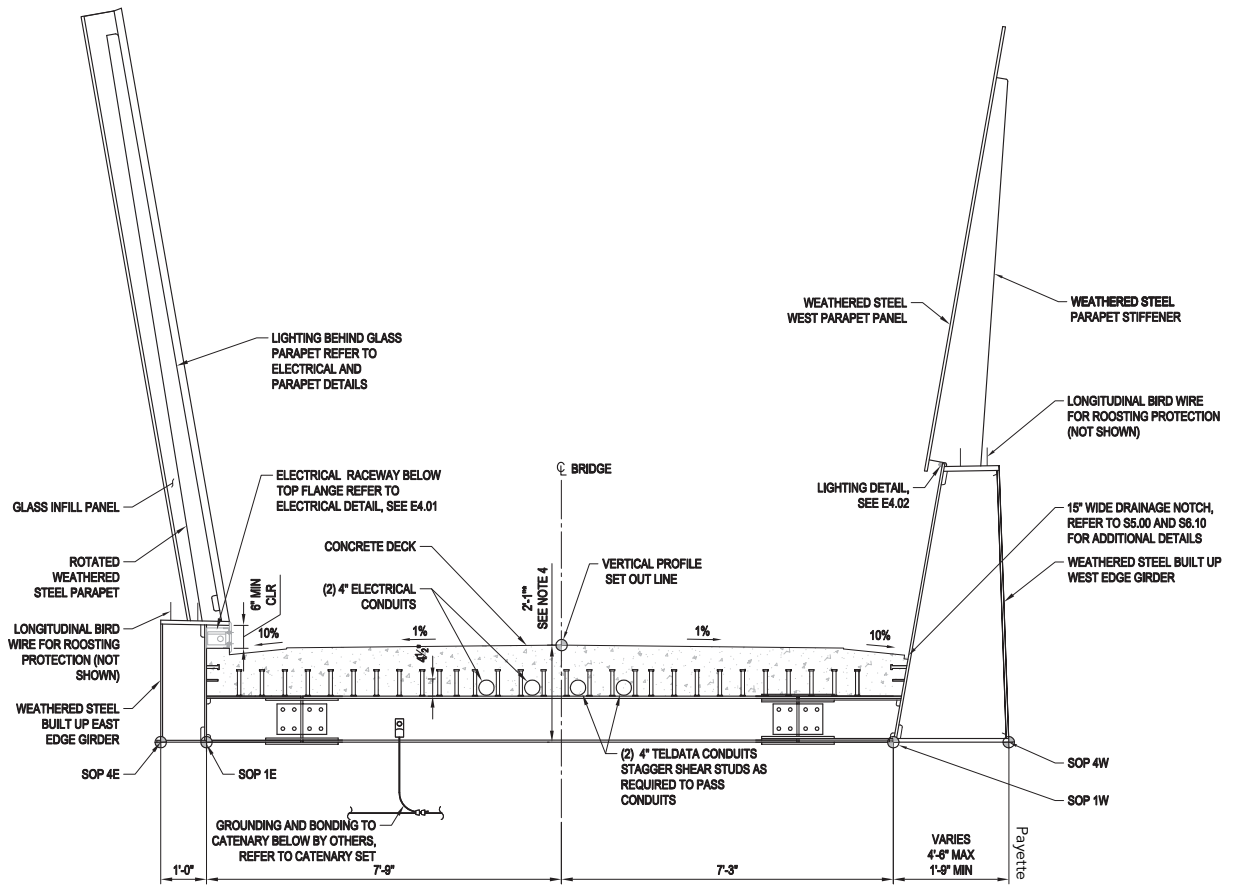 LIGHTING BEHIND GLASS
PARAPET REFER TO
ELECTRICAL AND
PARAPET DETAILS
WEATHERED STEEL
WEST PARAPET PANEL
WEATHERED STEEL
PARAPET STIFFENER
LONGITUDINAL BIRD WIRE
FOR ROOSTING PROTECTION
(NOT SHOWN)
ELECTRICAL RACEWAY BELOW
TOP FLANGE REFER TO
ELECTRICAL DETAIL, SEE E4.01
℄ BRIDGE
LIGHTING DETAIL,
SEE E4.02
GLASS INFILL PANEL
15" WIDE DRAINAGE NOTCH,
REFER TO S5.00 AND S6.10
FOR ADDITIONAL DETAILS
CONCRETE DECK
VERTICAL PROFILE
SET OUT LINE
ROTATED
WEATHERED
STEEL PARAPET
WEATHERED STEEL BUILT UP
WEST EDGE GIRDER
6" MIN
CLR
(2) 4" ELECTRICAL
CONDUITS
2'-1"*
SEE NOTE 4
LONGITUDINAL BIRD
WIRE FOR ROOSTING
PROTECTION (NOT
SHOWN)
10%
1%
1%
10%
4½"
WEATHERED STEEL
BUILT UP EAST
EDGE GIRDER
SOP 4E
SOP 1E
(2) 4" TELDATA CONDUITS
STAGGER SHEAR STUDS AS
REQUIRED TO PASS
CONDUITS
SOP 4W
SOP 1W
GROUNDING AND BONDING TO
CATENARY BELOW BY OTHERS,
REFER TO CATENARY SET
1'-0"
7'-9"
7'-3"
VARIES
4'-6" MAX
1'-9" MIN
Payette